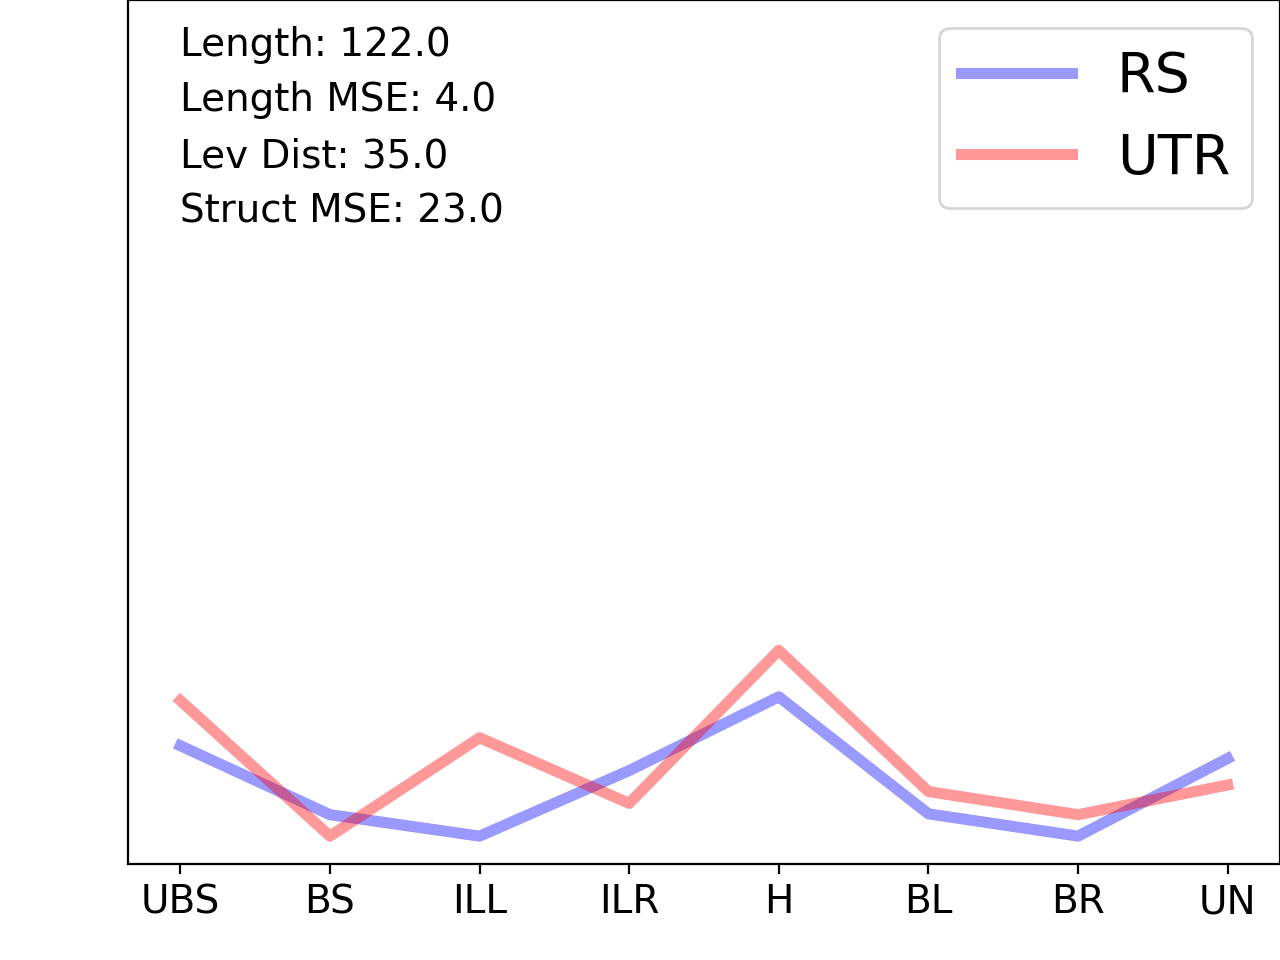 Length: 122.0
Length MSE: 4.0
Lev Dist: 35.0
Struct MSE: 23.0
RS
UTR
UBS BS ILL ILR H BL BR UN